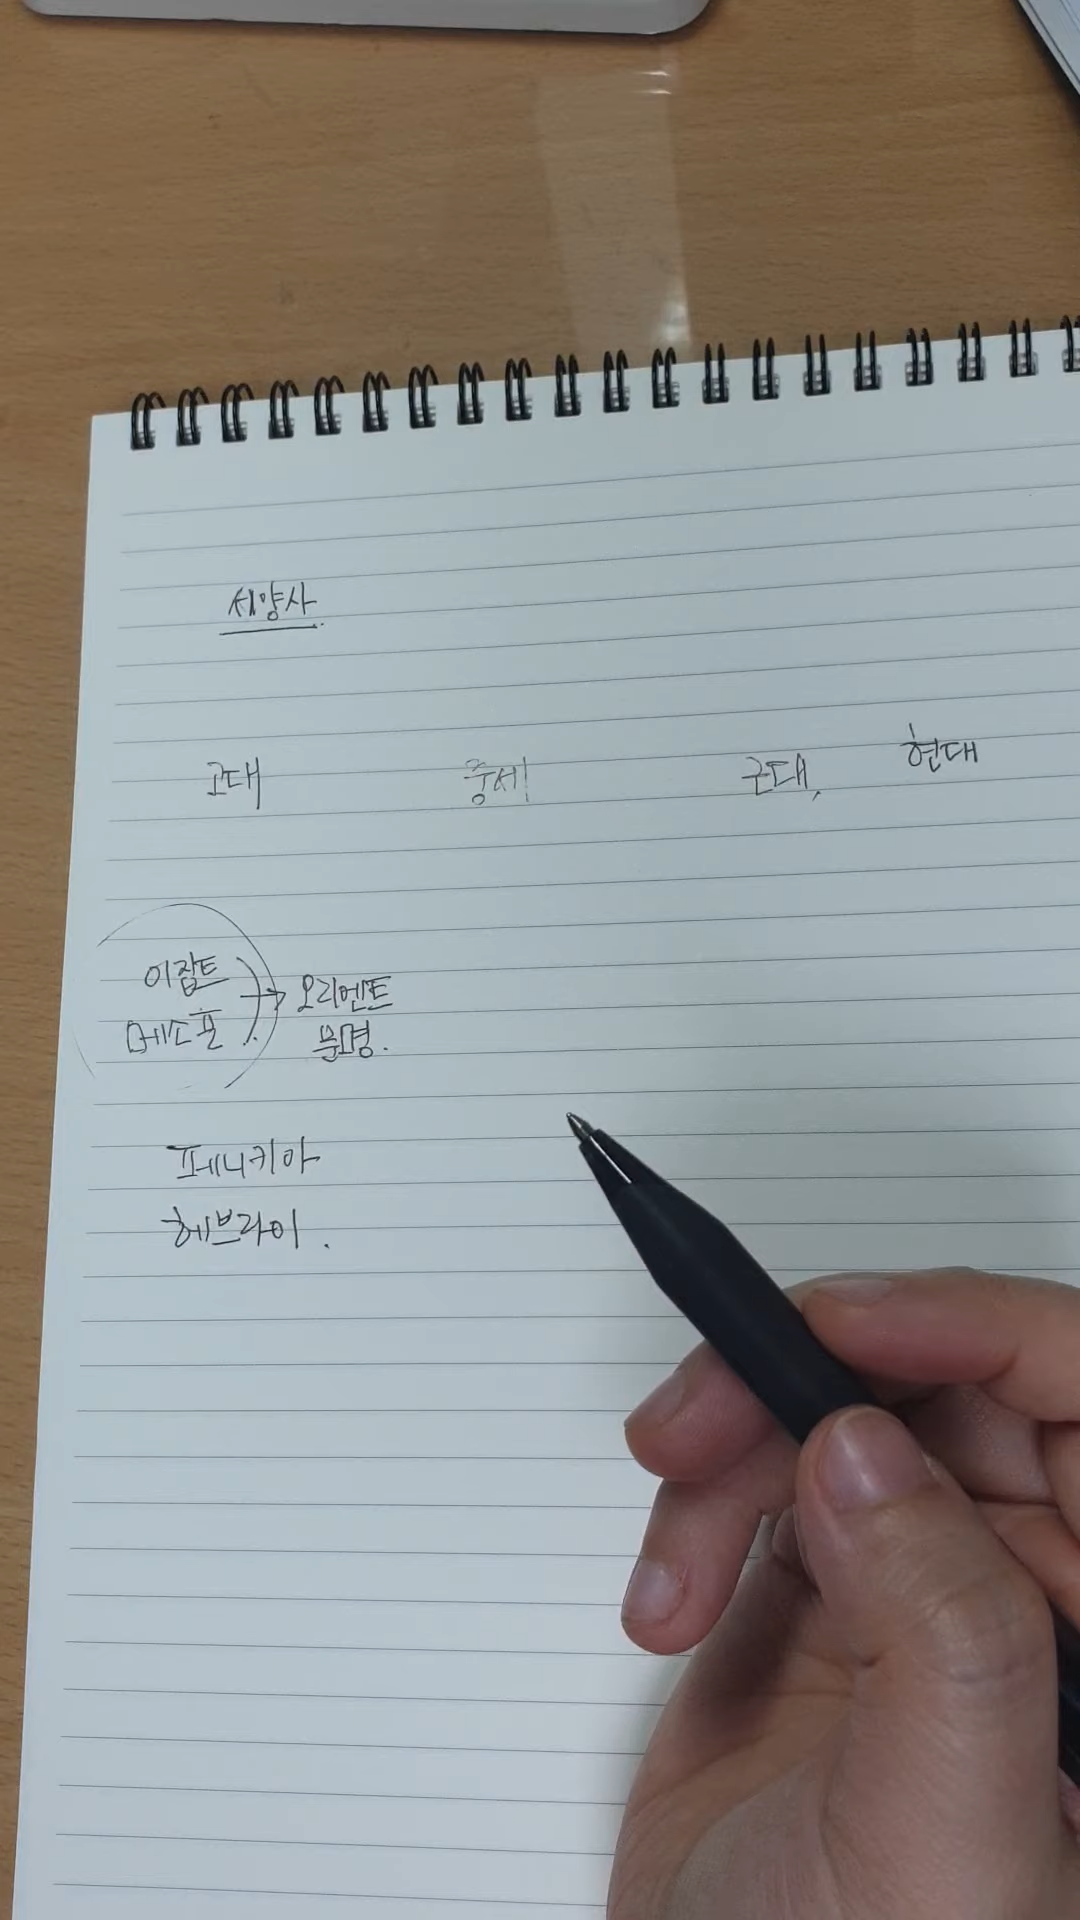 서양사
고대 중세 근대, 현대
이집트
메소포
→ 오리엔트
문명.
페니키아
헤브라이.